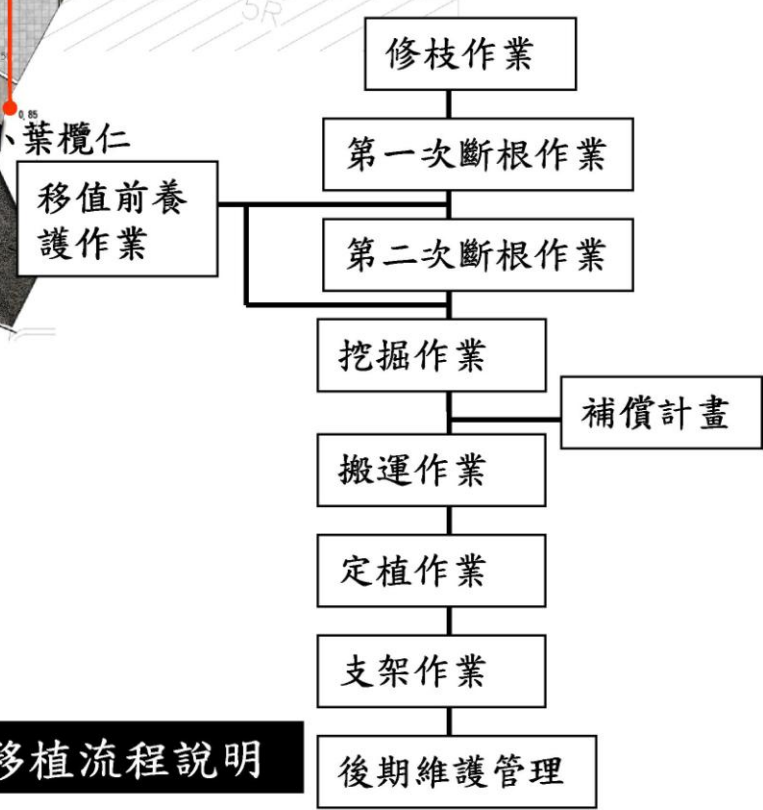 5R
修枝作業
0.85
小葉欖仁
第一次斷根作業
移值前養
護作業
第二次斷根作業
挖掘作業
補償計畫
搬運作業
定植作業
支架作業
移植流程說明
後期維護管理